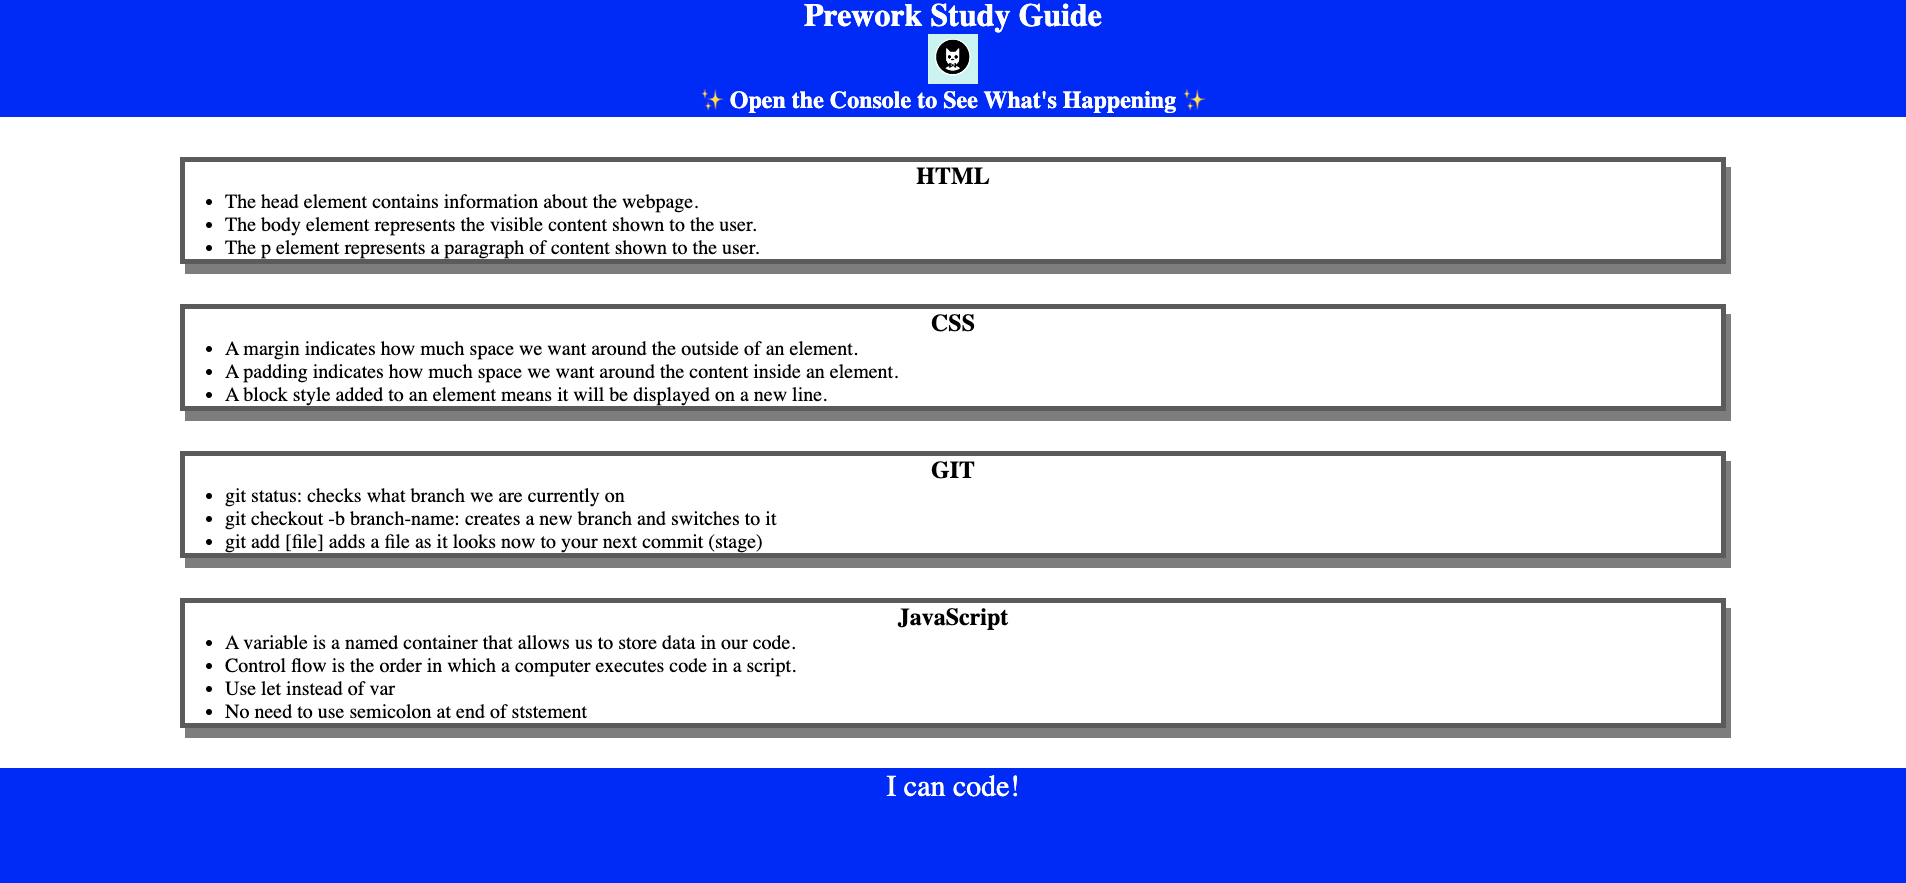 Prework Study Guide
✨ Open the Console to See What's Happening ✨
HTML
• The head element contains information about the webpage.
• The body element represents the visible content shown to the user.
• The p element represents a paragraph of content shown to the user.
CSS
• A margin indicates how much space we want around the outside of an element.
• A padding indicates how much space we want around the content inside an element.
• A block style added to an element means it will be displayed on a new line.
GIT
• git status: checks what branch we are currently on
• git checkout -b branch-name: creates a new branch and switches to it
• git add [file] adds a file as it looks now to your next commit (stage)
JavaScript
• A variable is a named container that allows us to store data in our code.
• Control flow is the order in which a computer executes code in a script.
• Use let instead of var
• No need to use semicolon at end of ststement
I can code!